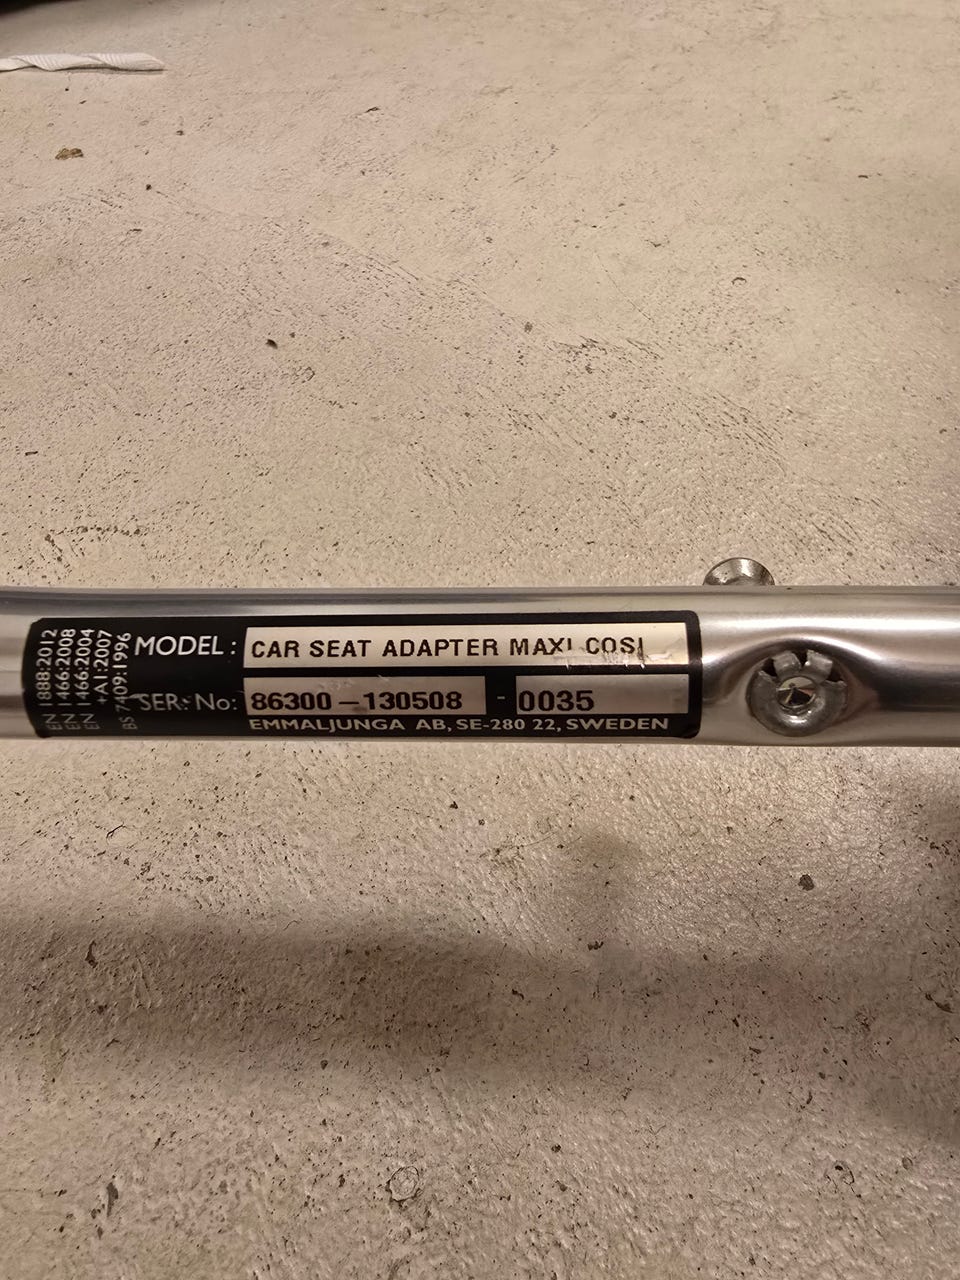 MODEL: CAR SEAT ADAPTER MAXI COSI
SER: No: 86300-130508 - 0035
EMMALJUNGA AB, SE-280 22, SWEDEN
EN 1888:2012
EN 1466:2008
EN 1466:2004
+A1:2007
BS 7409:1996